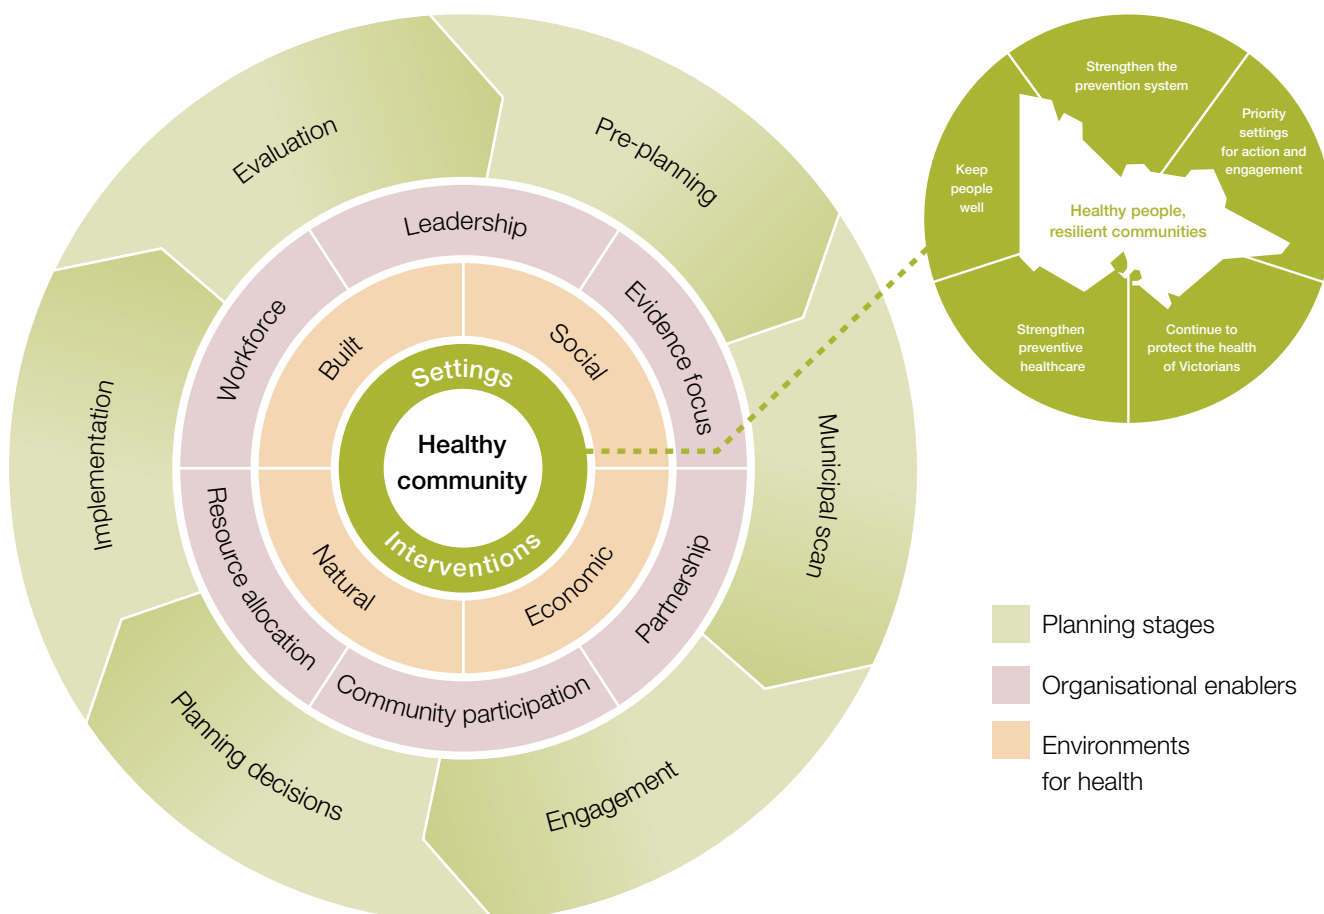 Evaluation
Pre-planning
Municipal scan
Engagement
Planning decisions
Implementation
Leadership
Evidence focus
Partnership
Community participation
Resource allocation
Workforce
Built
Social
Economic
Natural
Settings
Healthy
community
Interventions
Strengthen the
prevention system
Priority
settings
for action and
engagement
Keep
people
well
Healthy people,
resilient communities
Strengthen
preventive
healthcare
Continue to
protect the health
of Victorians
Planning stages
Organisational enablers
Environments
for health